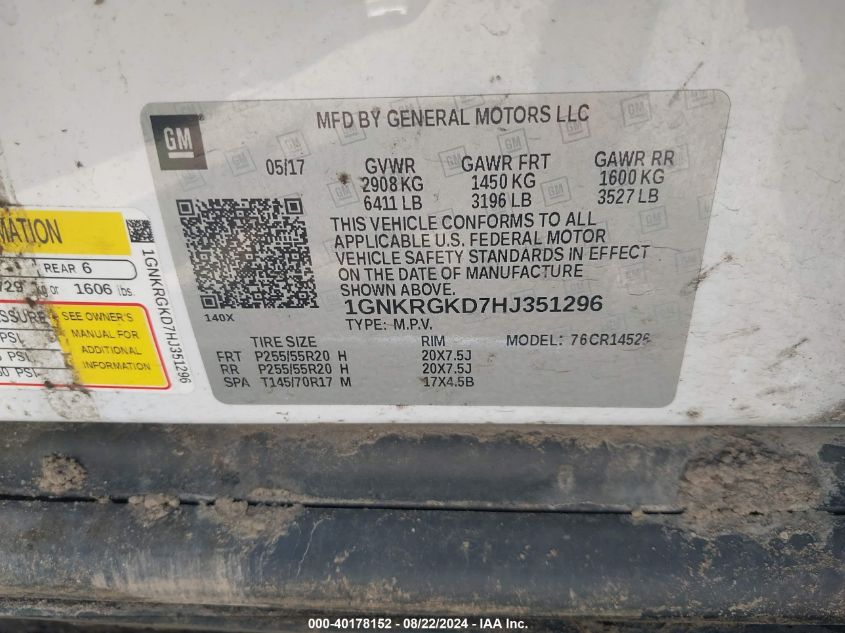 MFD BY GENERAL MOTORS LLC
GM
05/17
GVWR GAWR FRT GAWR RR
2908 KG 1450 KG 1600 KG
6411 LB 3196 LB 3527 LB
THIS VEHICLE CONFORMS TO ALL
APPLICABLE U.S. FEDERAL MOTOR
VEHICLE SAFETY STANDARDS IN EFFECT
ON THE DATE OF MANUFACTURE
SHOWN ABOVE.
1GNKRGKD7HJ351296
140X
TYPE: M.P.V.
TIRE SIZE RIM MODEL: 76CR14526
FRT P255/55R20 H 20X7.5J
RR P255/55R20 H 20X7.5J
SPA T145/70R17 M 17X4.5B
REAR 6
kg or 1606 lbs.
SEE OWNER'S
MANUAL FOR
ADDITIONAL
INFORMATION
1GNKRGKD7HJ351296
000-40178152 - 08/22/2024 - IAA Inc.